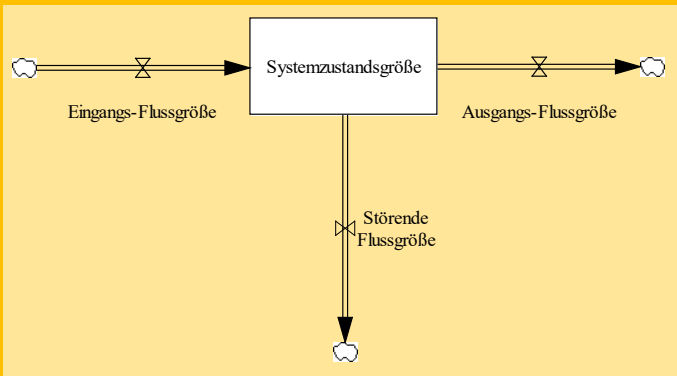 Systemzustandsgröße
Eingangs-Flussgröße
Ausgangs-Flussgröße
Störende
Flussgröße